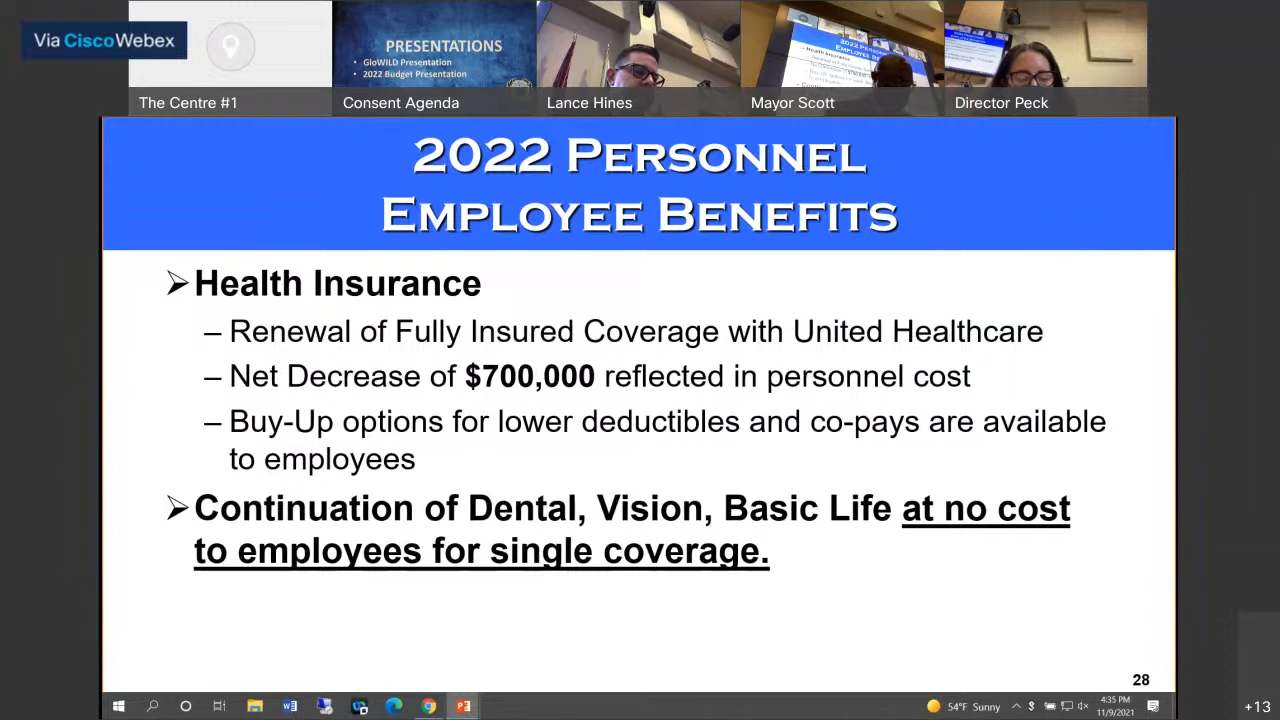 Via CiscoWebex
PRESENTATIONS
• GloWILD Presentation
• 2022 Budget Presentation
The Centre #1
Consent Agenda
Lance Hines
Mayor Scott
Director Peck
2022 PERSONNEL
EMPLOYEE BENEFITS
➢Health Insurance
– Renewal of Fully Insured Coverage with United Healthcare
– Net Decrease of $700,000 reflected in personnel cost
– Buy-Up options for lower deductibles and co-pays are available
to employees
➢Continuation of Dental, Vision, Basic Life at no cost
to employees for single coverage.
28
54°F Sunny
4:35 PM
11/9/2021
+13